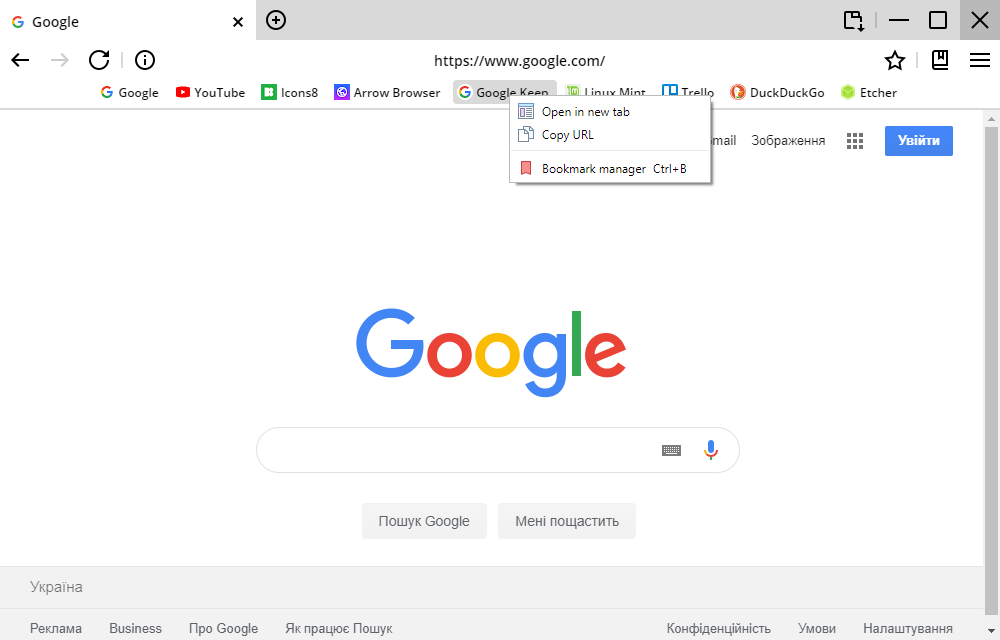 Google
https://www.google.com/
Google YouTube Icons8 Arrow Browser Google Keep Linux Mint Trello DuckDuckGo Etcher
Open in new tab
Copy URL
Bookmark manager Ctrl+B
Зображення
Увійти
Google
Пошук Google Мені пощастить
Україна
Реклама Business Про Google Як працює Пошук Конфіденційність Умови Налаштування